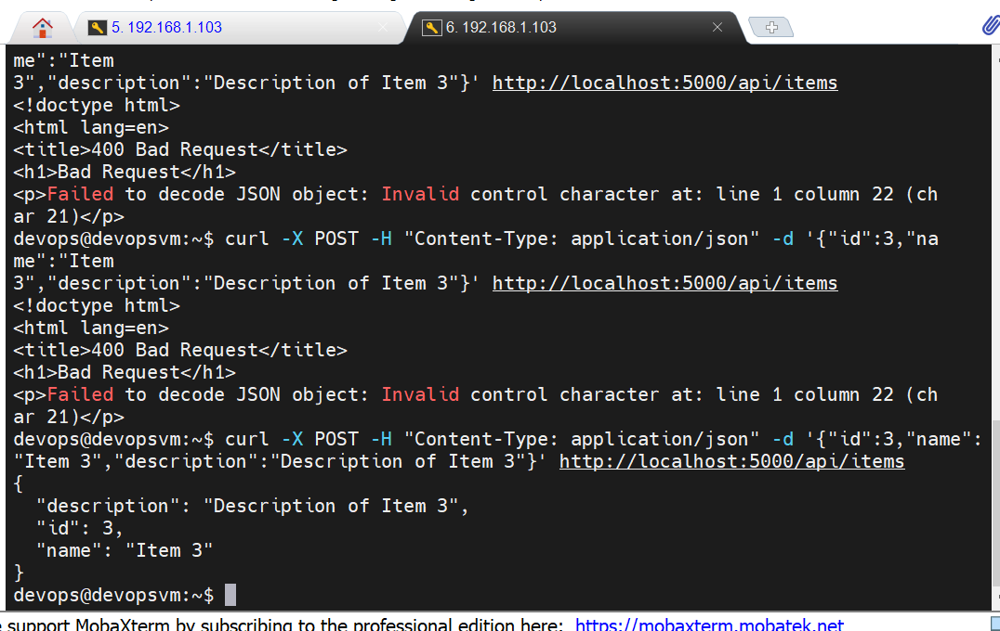 5. 192.168.1.103
6. 192.168.1.103
me":"Item
3","description":"Description of Item 3"}' http://localhost:5000/api/items
<!doctype html>
<html lang=en>
<title>400 Bad Request</title>
<h1>Bad Request</h1>
<p>Failed to decode JSON object: Invalid control character at: line 1 column 22 (ch
ar 21)</p>
devops@devopsvm:~$ curl -X POST -H "Content-Type: application/json" -d '{"id":3,"na
me":"Item
3","description":"Description of Item 3"}' http://localhost:5000/api/items
<!doctype html>
<html lang=en>
<title>400 Bad Request</title>
<h1>Bad Request</h1>
<p>Failed to decode JSON object: Invalid control character at: line 1 column 22 (ch
ar 21)</p>
devops@devopsvm:~$ curl -X POST -H "Content-Type: application/json" -d '{"id":3,"name":
"Item 3","description":"Description of Item 3"}' http://localhost:5000/api/items
{
  "description": "Description of Item 3",
  "id": 3,
  "name": "Item 3"
}
devops@devopsvm:~$
support MobaXterm by subscribing to the professional edition here: https://mobaxterm.mobatek.net